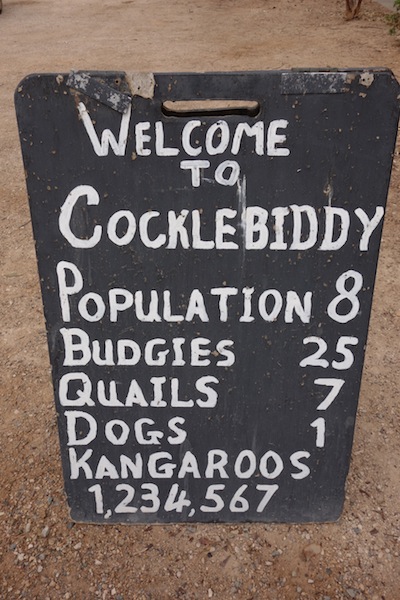 WELCOME
TO
COCKLEBIDDY
POPULATION 8
BUDGIES 25
QUAILS 7
DOGS 1
KANGAROOS
1,234,567